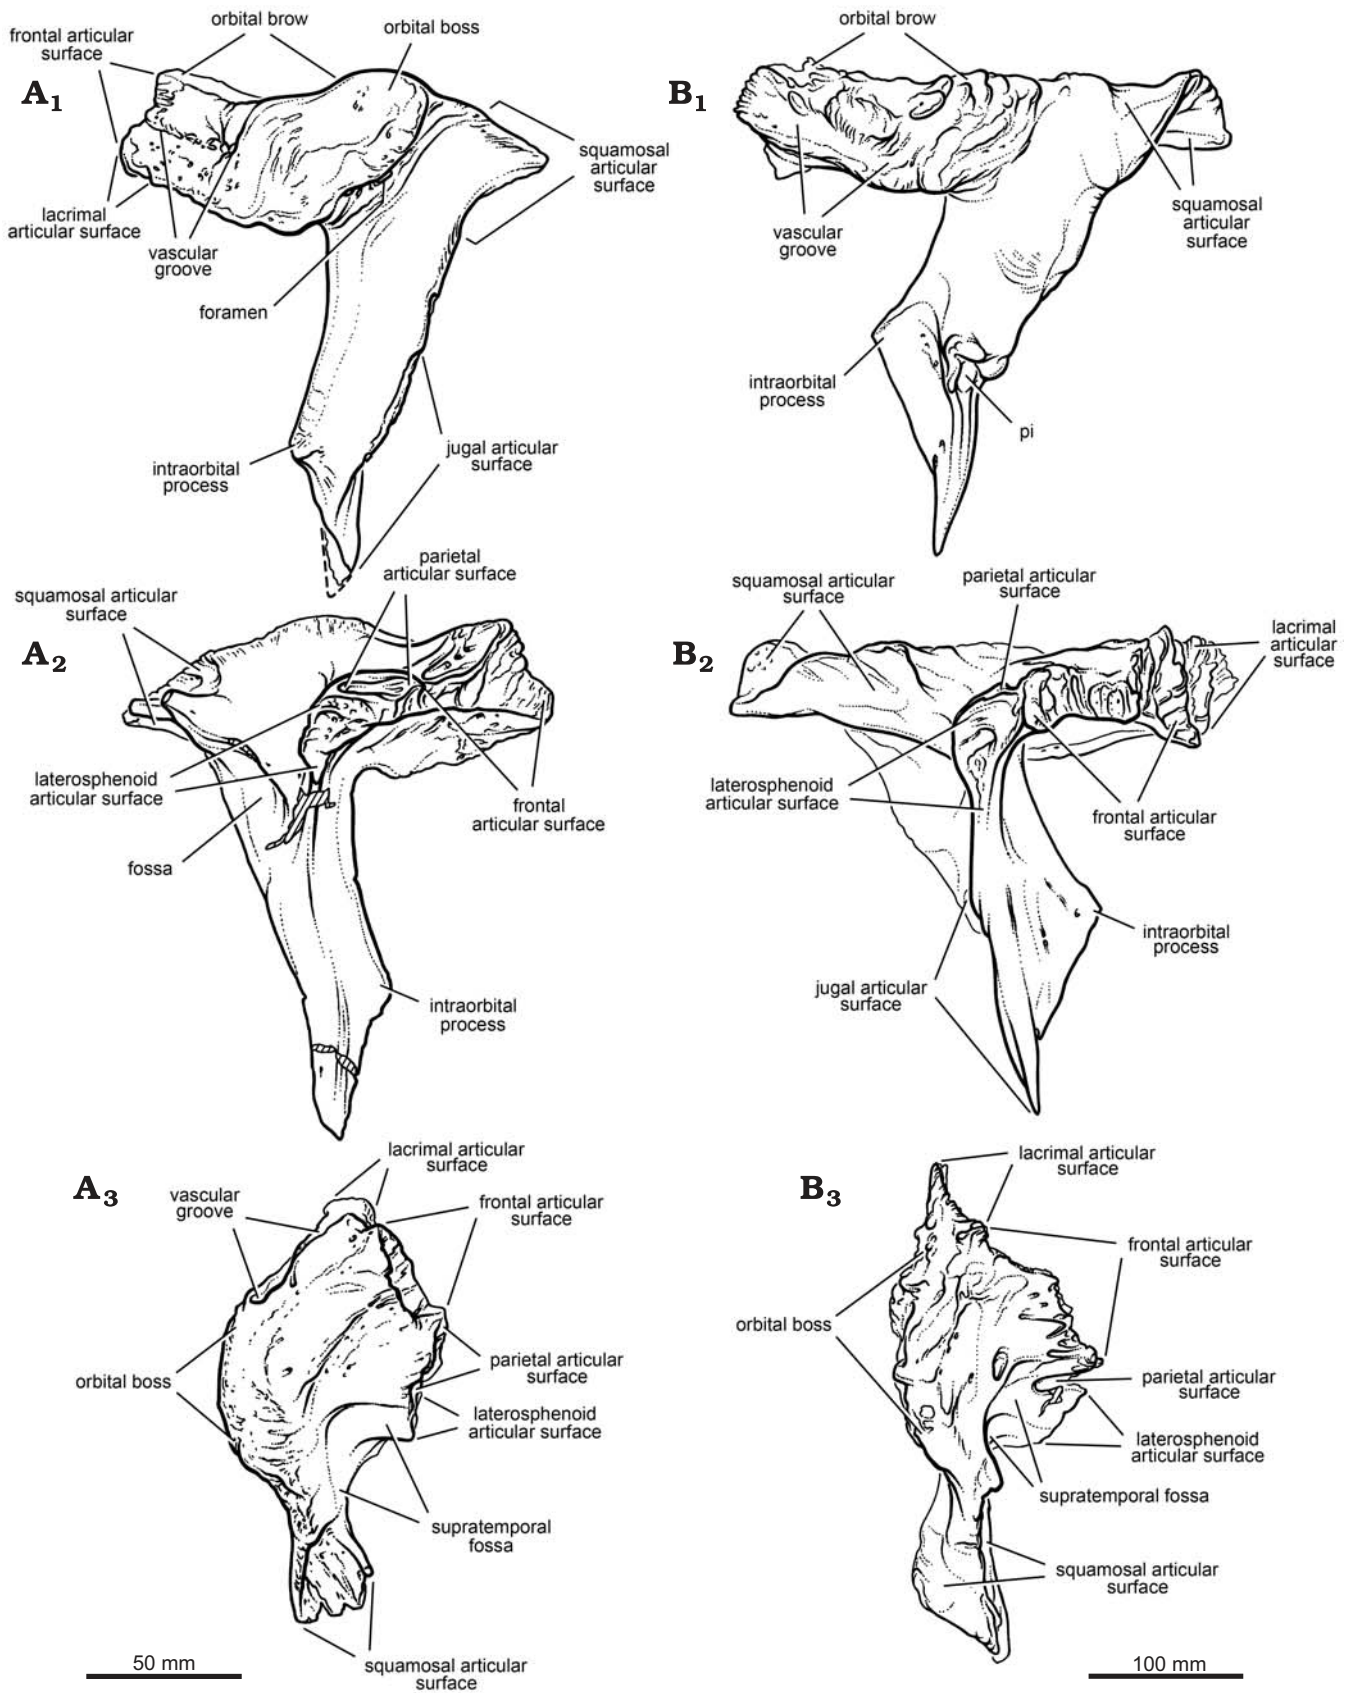 A1
frontal articular
surface
orbital brow
orbital boss
squamosal
articular
surface
lacrimal
articular surface
vascular
groove
foramen
intraorbital
process
jugal articular
surface
B1
orbital brow
vascular
groove
squamosal
articular
surface
intraorbital
process
pi
A2
squamosal articular
surface
parietal
articular surface
laterosphenoid
articular surface
frontal
articular surface
fossa
intraorbital
process
B2
squamosal articular
surface
parietal articular
surface
lacrimal
articular
surface
laterosphenoid
articular surface
frontal articular
surface
intraorbital
process
jugal articular
surface
A3
lacrimal articular
surface
vascular
groove
frontal articular
surface
orbital boss
parietal articular
surface
laterosphenoid
articular surface
supratemporal
fossa
squamosal articular
surface
50 mm
B3
lacrimal articular
surface
frontal articular
surface
orbital boss
parietal articular
surface
laterosphenoid
articular surface
supratemporal fossa
squamosal articular
surface
100 mm